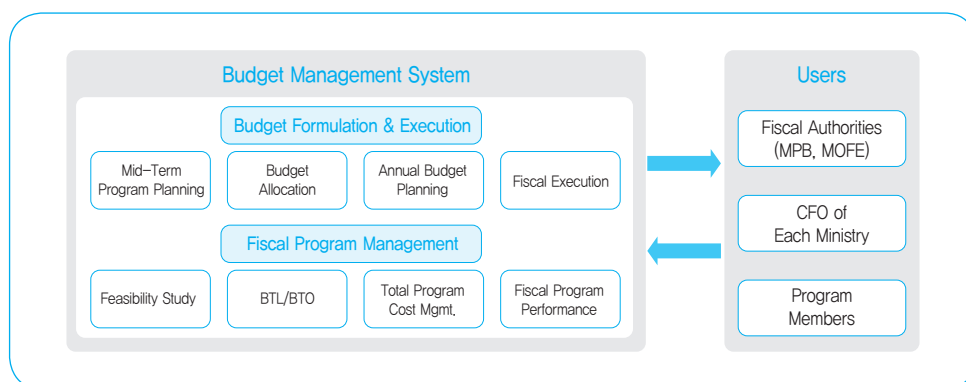 Budget Management System
Budget Formulation & Execution
Mid-Term
Program Planning
Budget
Allocation
Annual Budget
Planning
Fiscal Execution
Fiscal Program Management
Feasibility Study
BTL/BTO
Total Program
Cost Mgmt.
Fiscal Program
Performance
Users
Fiscal Authorities
(MPB, MOFE)
CFO of
Each Ministry
Program
Members